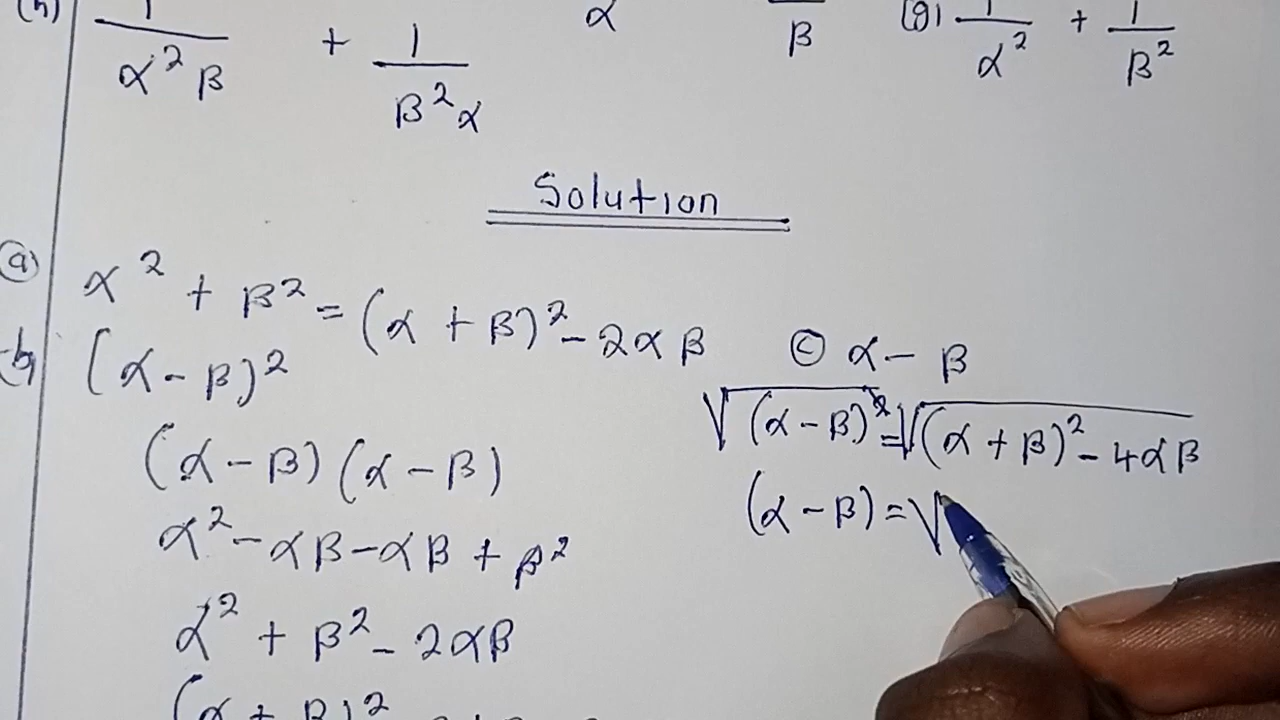 (h) 1/α²β + 1/β²α
α
β
(g) 1/α² + 1/β²
Solution
(a) α² + β² = (α + β)² - 2αβ
(b) (α - β)²
(α - β)(α - β)
α² - αβ - αβ + β²
α² + β² - 2αβ
(α + β)²
(c) α - β
√(α - β)² = √(α + β)² - 4αβ
(α - β) = √